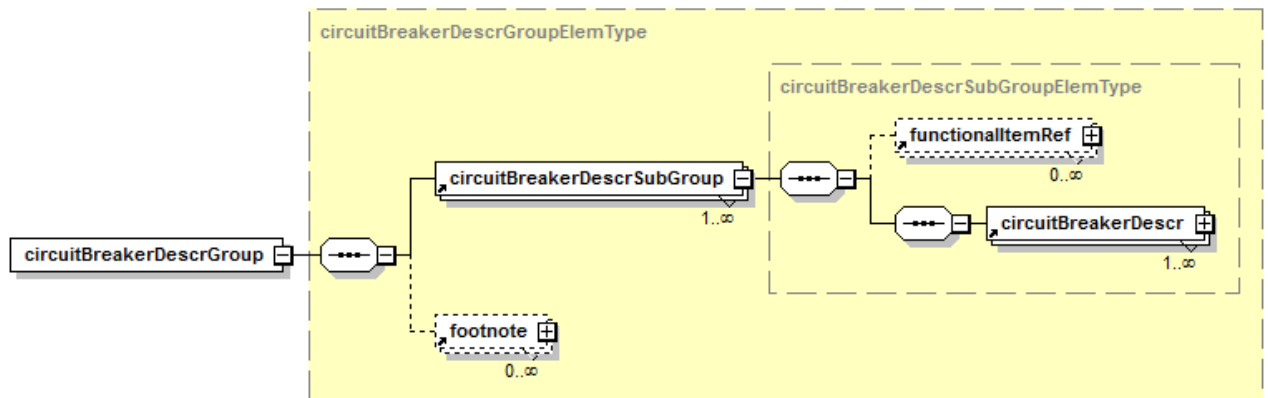 circuitBreakerDescrGroupElemType
circuitBreakerDescrSubGroupElemType
functionalItemRef
0..∞
circuitBreakerDescrSubGroup
1..∞
circuitBreakerDescr
1..∞
circuitBreakerDescrGroup
footnote
0..∞